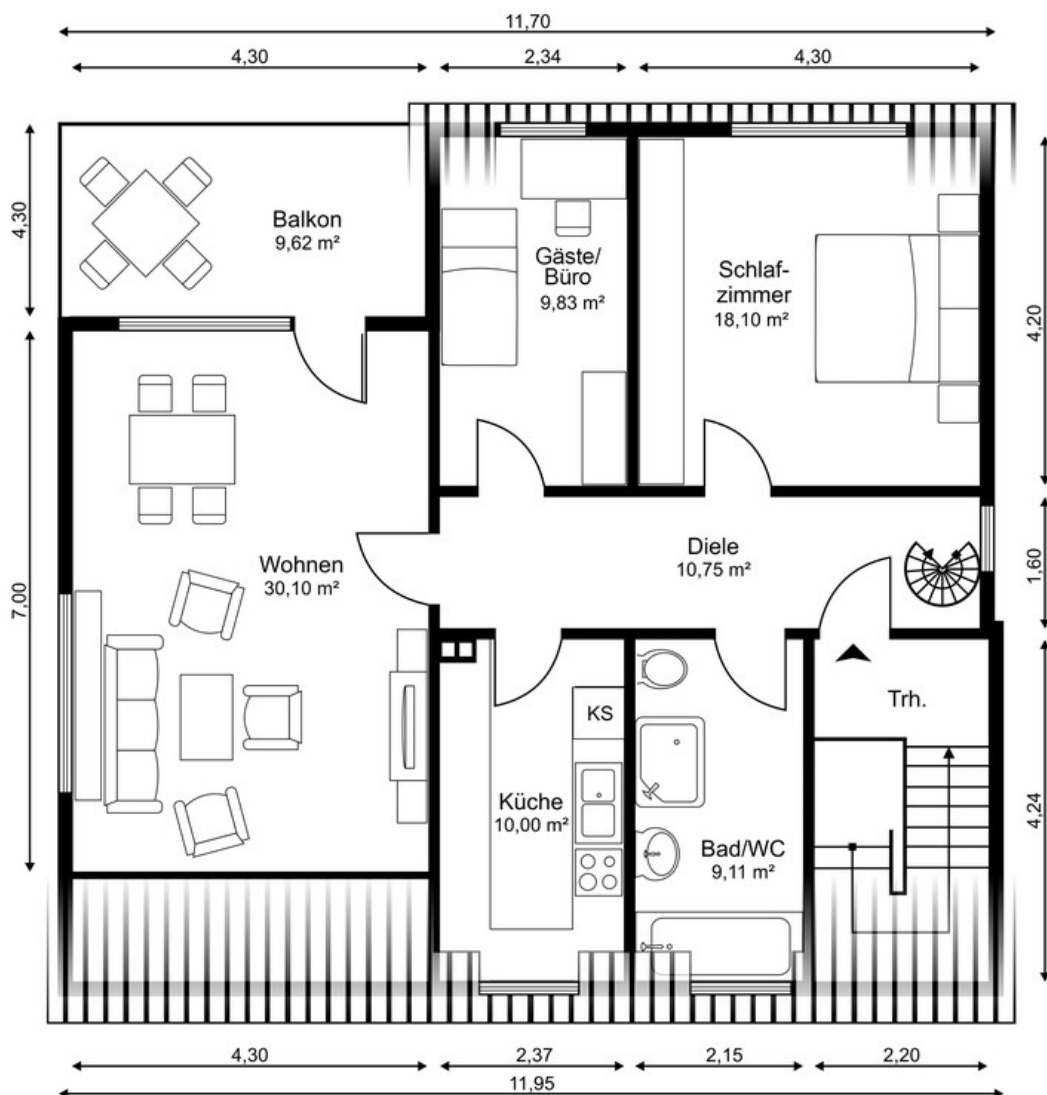 11,70
4,30
2,34
4,30
4,30
Balkon
9,62 m²
Gäste/
Büro
9,83 m²
Schlaf-
zimmer
18,10 m²
4,20
7,00
Wohnen
30,10 m²
Diele
10,75 m²
1,60
KS
Trh.
Küche
10,00 m²
Bad/WC
9,11 m²
4,24
4,30
2,37
2,15
2,20
11,95